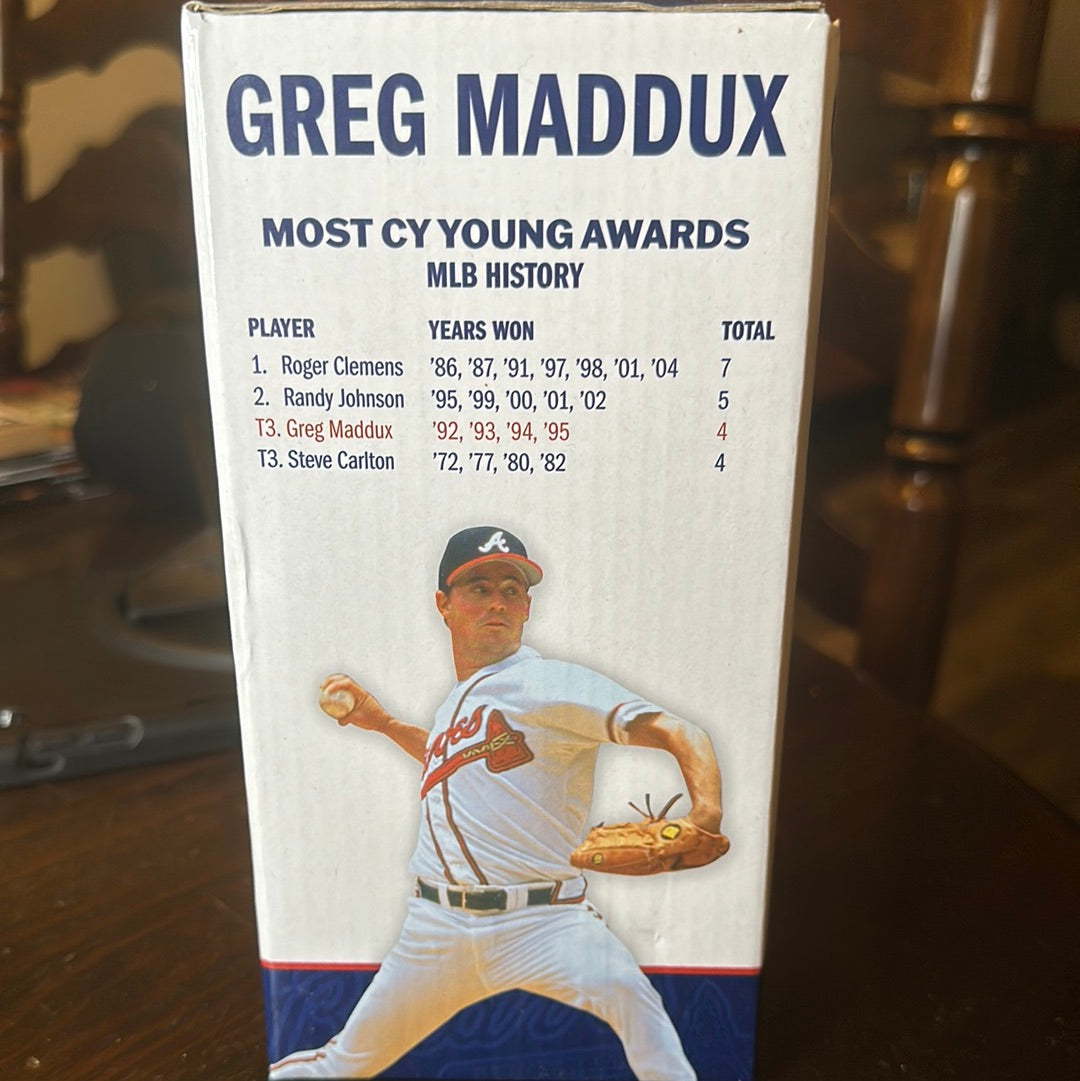 GREG MADDUX
MOST CY YOUNG AWARDS
MLB HISTORY
PLAYER YEARS WON TOTAL
1. Roger Clemens '86, '87, '91, '97, '98, '01, '04 7
2. Randy Johnson '95, '99, '00, '01, '02 5
T3. Greg Maddux '92, '93, '94, '95 4
T3. Steve Carlton '72, '77, '80, '82 4
A